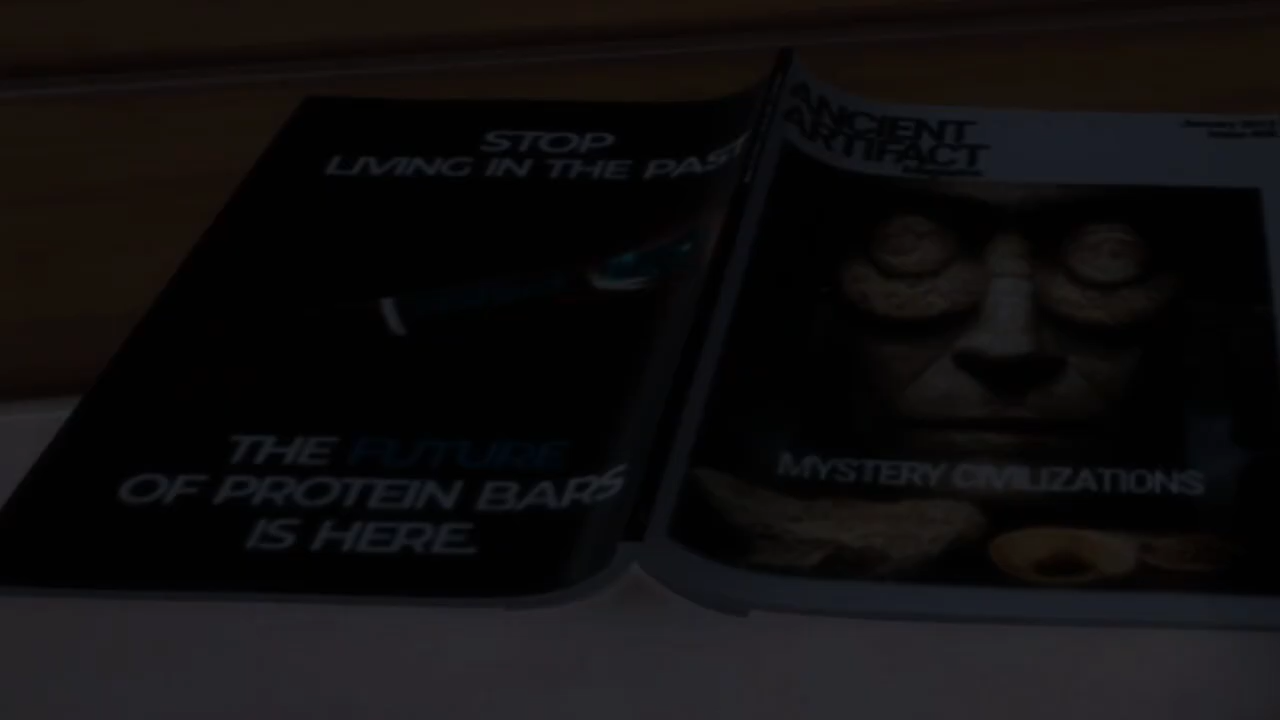 STOP
LIVING IN THE PAST
THE FUTURE
OF PROTEIN BARS
IS HERE.
ANCIENT
ARTIFACT
MYSTERY CIVILIZATIONS